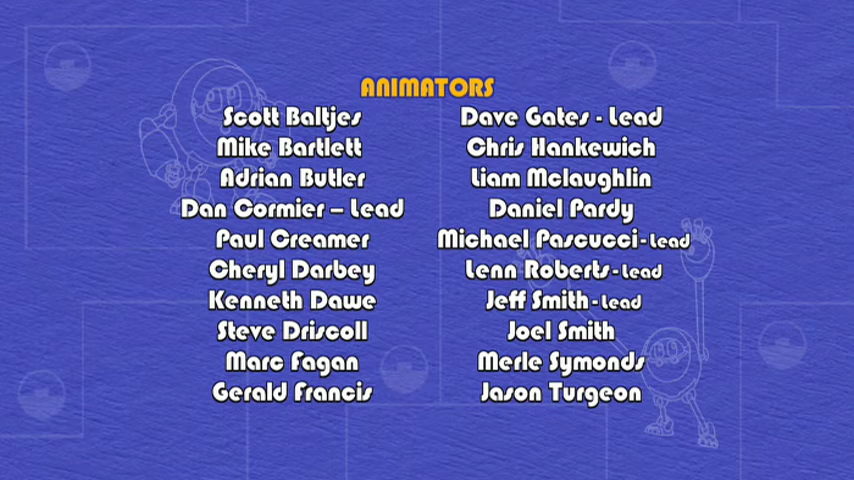 ANIMATORS
Scott Baltjes
Mike Bartlett
Adrian Butler
Dan Cormier – Lead
Paul Creamer
Cheryl Darbey
Kenneth Dawe
Steve Driscoll
Marc Fagan
Gerald Francis
Dave Gates - Lead
Chris Hankewich
Liam Mclaughlin
Daniel Pardy
Michael Pascucci - Lead
Lenn Roberts - Lead
Jeff Smith - Lead
Joel Smith
Merle Symonds
Jason Turgeon